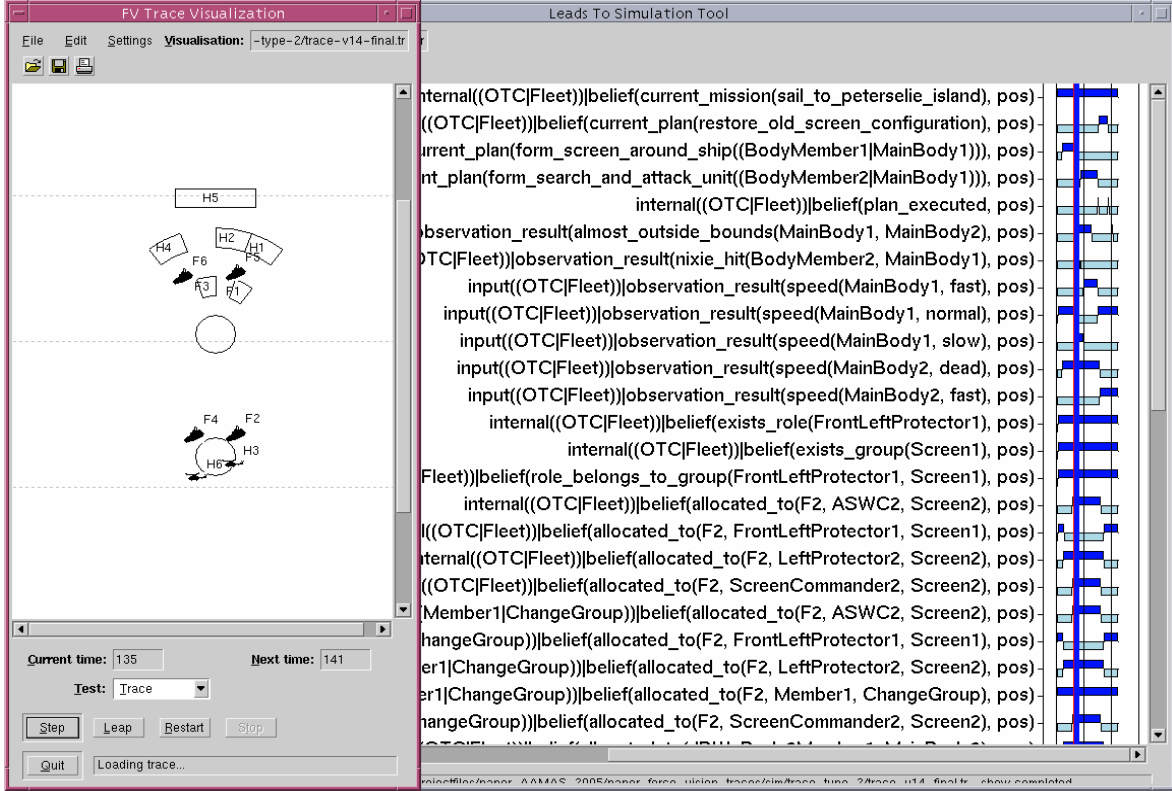 FV Trace Visualization
File Edit Settings Visualisation: -type-2/trace-v14-final.tr
H5
H2
H4 H1
F6 F5
F3 F1
F4 F2
H3
H6
Current time: 135 Next time: 141
Test: Trace
Step Leap Restart Stop
Quit Loading trace...
Leads To Simulation Tool
nternal((OTC|Fleet))|belief(current_mission(sail_to_peterselie_island), pos)
((OTC|Fleet))|belief(current_plan(restore_old_screen_configuration), pos)
urrent_plan(form_screen_around_ship((BodyMember1|MainBody1))), pos)
nt_plan(form_search_and_attack_unit((BodyMember2|MainBody1))), pos)
internal((OTC|Fleet))|belief(plan_executed, pos)
observation_result(almost_outside_bounds(MainBody1, MainBody2), pos)
OTC|Fleet))|observation_result(nixie_hit(BodyMember2, MainBody1), pos)
input((OTC|Fleet))|observation_result(speed(MainBody1, fast), pos)
input((OTC|Fleet))|observation_result(speed(MainBody1, normal), pos)
input((OTC|Fleet))|observation_result(speed(MainBody1, slow), pos)
input((OTC|Fleet))|observation_result(speed(MainBody2, dead), pos)
input((OTC|Fleet))|observation_result(speed(MainBody2, fast), pos)
internal((OTC|Fleet))|belief(exists_role(FrontLeftProtector1), pos)
internal((OTC|Fleet))|belief(exists_group(Screen1), pos)
Fleet))|belief(role_belongs_to_group(FrontLeftProtector1, Screen1), pos)
internal((OTC|Fleet))|belief(allocated_to(F2, ASWC2, Screen2), pos)
l((OTC|Fleet))|belief(allocated_to(F2, FrontLeftProtector1, Screen1), pos)
nternal((OTC|Fleet))|belief(allocated_to(F2, LeftProtector2, Screen2), pos)
((OTC|Fleet))|belief(allocated_to(F2, ScreenCommander2, Screen2), pos)
Member1|ChangeGroup))|belief(allocated_to(F2, ASWC2, Screen2), pos)
hangeGroup))|belief(allocated_to(F2, FrontLeftProtector1, Screen1), pos)
er1|ChangeGroup))|belief(allocated_to(F2, LeftProtector2, Screen2), pos)
er1|ChangeGroup))|belief(allocated_to(F2, Member1, ChangeGroup), pos)
hangeGroup))|belief(allocated_to(F2, ScreenCommander2, Screen2), pos)